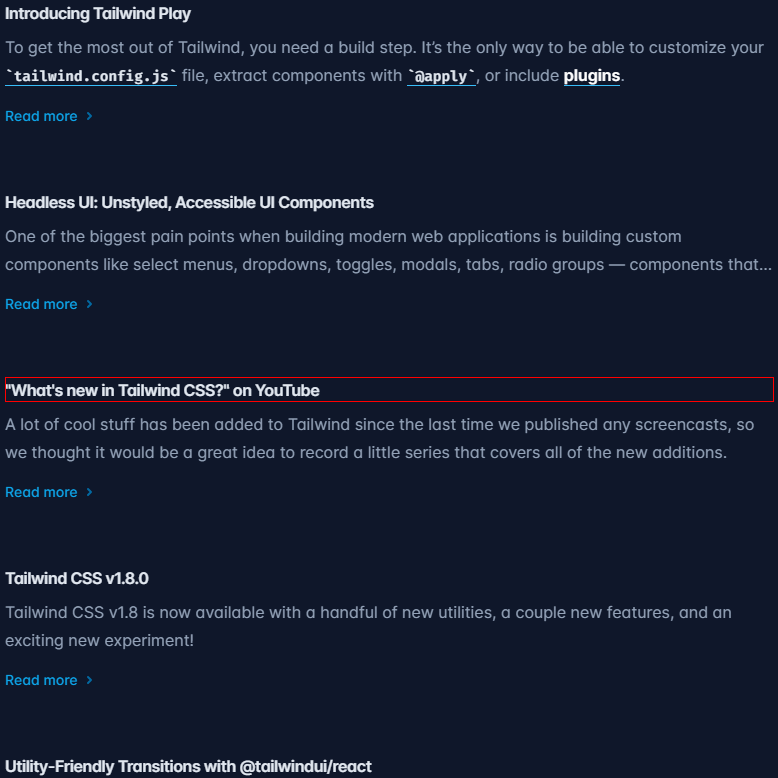 Introducing Tailwind Play
To get the most out of Tailwind, you need a build step. It’s the only way to be able to customize your
`tailwind.config.js` file, extract components with `@apply`, or include plugins.
Read more
Headless UI: Unstyled, Accessible UI Components
One of the biggest pain points when building modern web applications is building custom
components like select menus, dropdowns, toggles, modals, tabs, radio groups — components that...
Read more
"What's new in Tailwind CSS?" on YouTube
A lot of cool stuff has been added to Tailwind since the last time we published any screencasts, so
we thought it would be a great idea to record a little series that covers all of the new additions.
Read more
Tailwind CSS v1.8.0
Tailwind CSS v1.8 is now available with a handful of new utilities, a couple new features, and an
exciting new experiment!
Read more
Utility-Friendly Transitions with @tailwindui/react